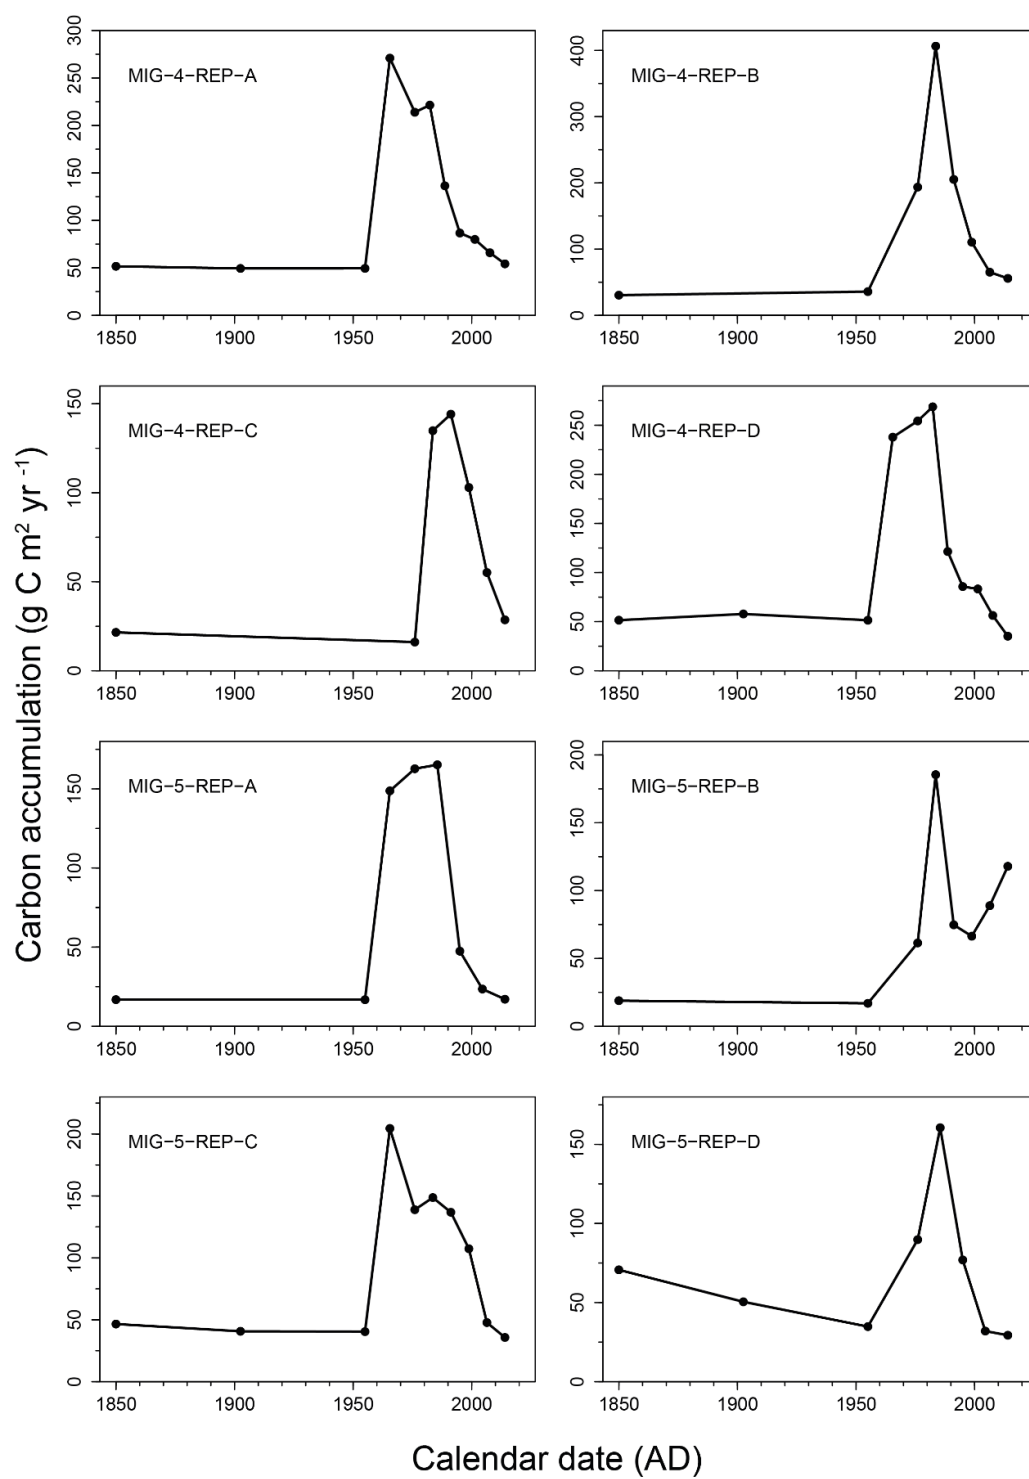 MIG−4−REP−A
0 50 100 150 200 250 300
1850 1900 1950 2000
MIG−4−REP−B
0 100 200 300 400
1850 1900 1950 2000
MIG−4−REP−C
0 50 100 150
1850 1900 1950 2000
MIG−4−REP−D
0 50 100 150 200 250
1850 1900 1950 2000
MIG−5−REP−A
0 50 100 150
1850 1900 1950 2000
MIG−5−REP−B
0 50 100 150 200
1850 1900 1950 2000
MIG−5−REP−C
0 50 100 150 200
1850 1900 1950 2000
MIG−5−REP−D
0 50 100 150
1850 1900 1950 2000
Carbon accumulation (g C m² yr ⁻¹)
Calendar date (AD)